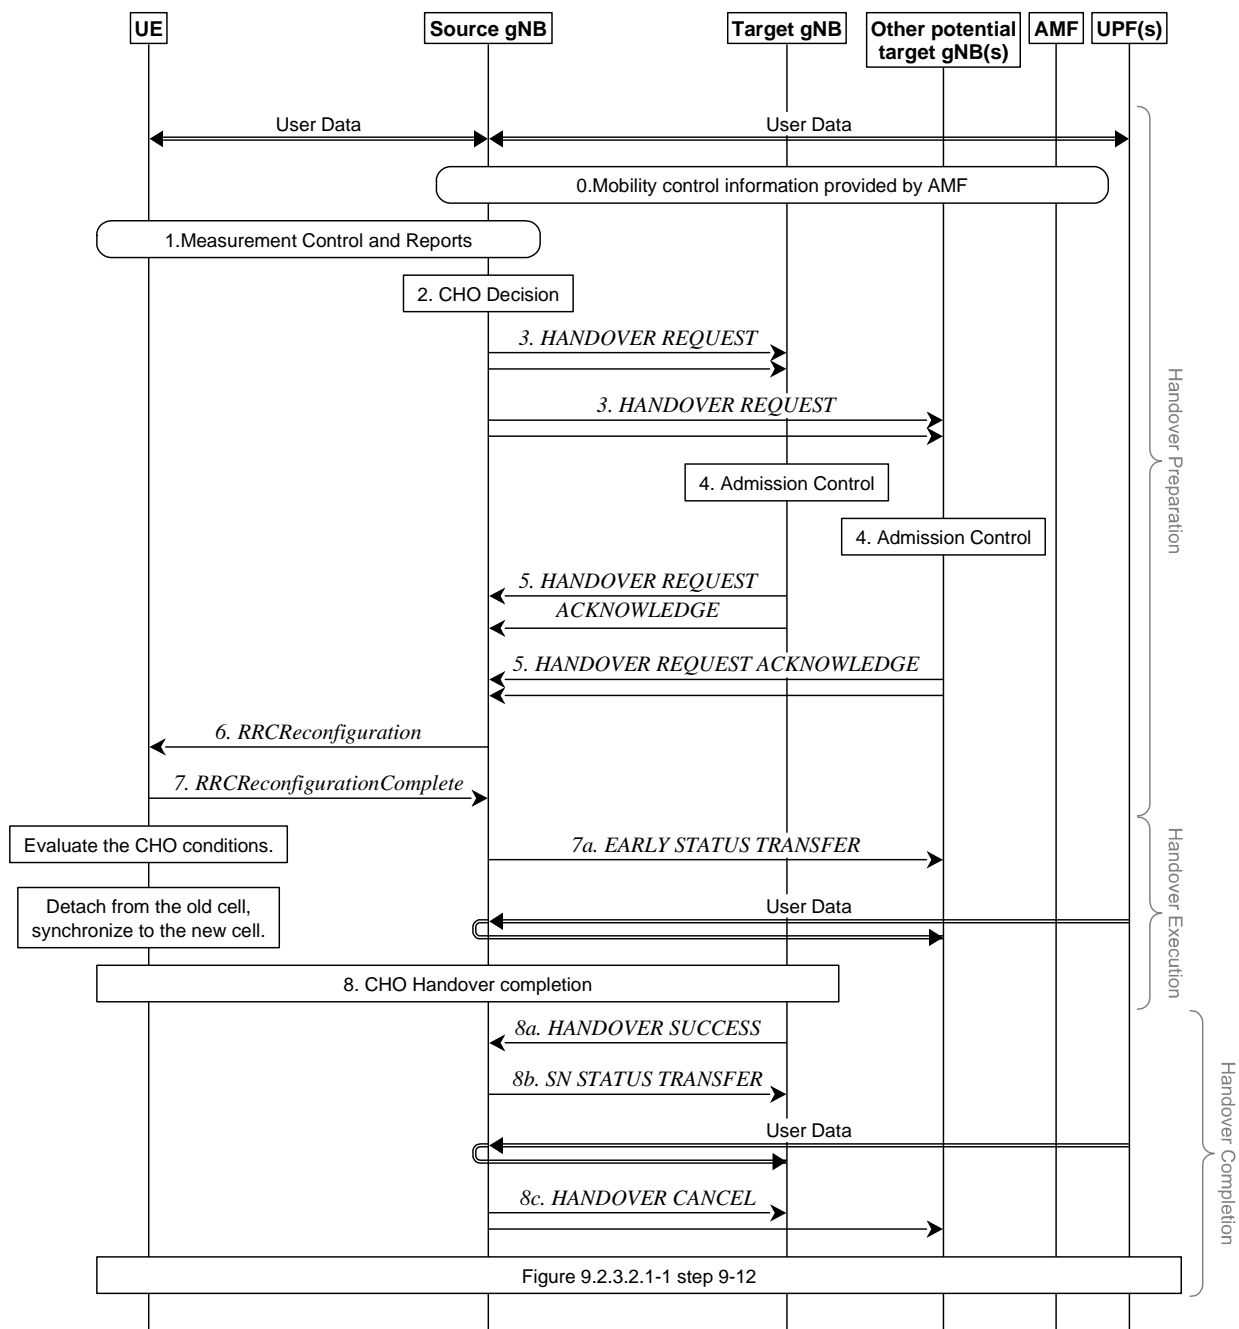 UE
Source gNB
Target gNB
Other potential
target gNB(s)
AMF
UPF(s)
User Data
User Data
0.Mobility control information provided by AMF
1.Measurement Control and Reports
2. CHO Decision
3. HANDOVER REQUEST
3. HANDOVER REQUEST
4. Admission Control
4. Admission Control
5. HANDOVER REQUEST
ACKNOWLEDGE
5. HANDOVER REQUEST ACKNOWLEDGE
6. RRCReconfiguration
7. RRCReconfigurationComplete
Handover Preparation
Evaluate the CHO conditions.
7a. EARLY STATUS TRANSFER
Detach from the old cell,
synchronize to the new cell.
User Data
8. CHO Handover completion
Handover Execution
8a. HANDOVER SUCCESS
8b. SN STATUS TRANSFER
User Data
8c. HANDOVER CANCEL
Handover Completion
Figure 9.2.3.2.1-1 step 9-12